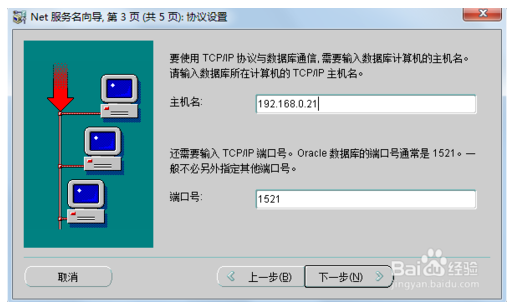 Net 服务名向导, 第 3 页 (共 5 页): 协议设置
要使用 TCP/IP 协议与数据库通信, 需要输入数据库计算机的主机名。
请输入数据库所在计算机的 TCP/IP 主机名。
主机名:
192.168.0.21
还需要输入 TCP/IP 端口号。Oracle 数据库的端口号通常是 1521。一
般不必另外指定其他端口号。
端口号:
1521
取消
上一步(B)
下一步(N)
Baidu 经验
jingyan.baidu.com